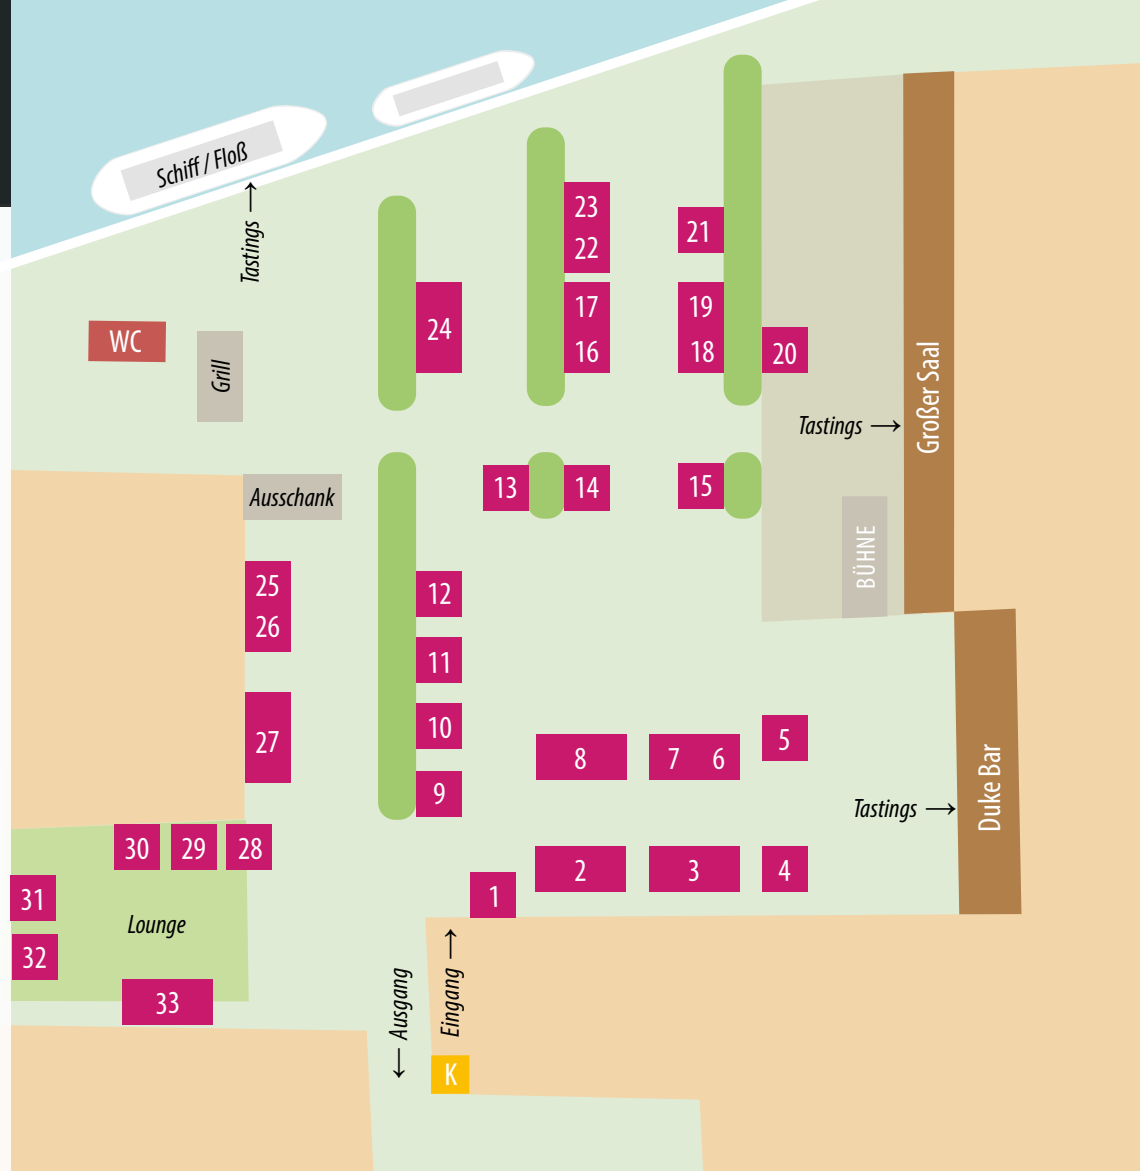 Schiff / Floß
Tastings →
23
22
21
17
16
19
18
20
24
WC
Grill
Tastings →
Großer Saal
13
14
15
Ausschank
BÜHNE
25
26
12
11
10
9
27
8
7 6
5
Tastings →
Duke Bar
30
29
28
2
3
4
1
31
Lounge
32
33
← Ausgang
Eingang →
K